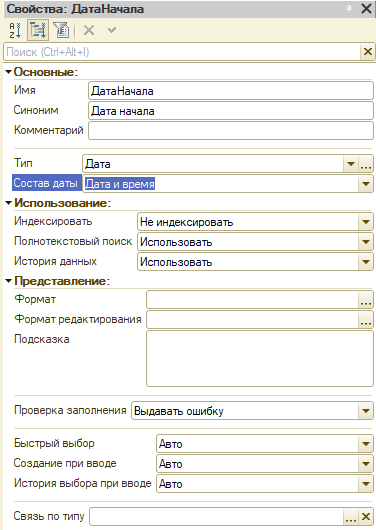 Свойства: ДатаНачала
Поиск (Ctrl+Alt+I)
Основные:
Имя ДатаНачала
Синоним Дата начала
Комментарий
Тип Дата ...
Состав даты Дата и время
Использование:
Индексировать Не индексировать
Полнотекстовый поиск Использовать
История данных Использовать
Представление:
Формат ...
Формат редактирования ...
Подсказка
Проверка заполнения Выдавать ошибку
Быстрый выбор Авто
Создание при вводе Авто
История выбора при вводе Авто
Связь по типу ...